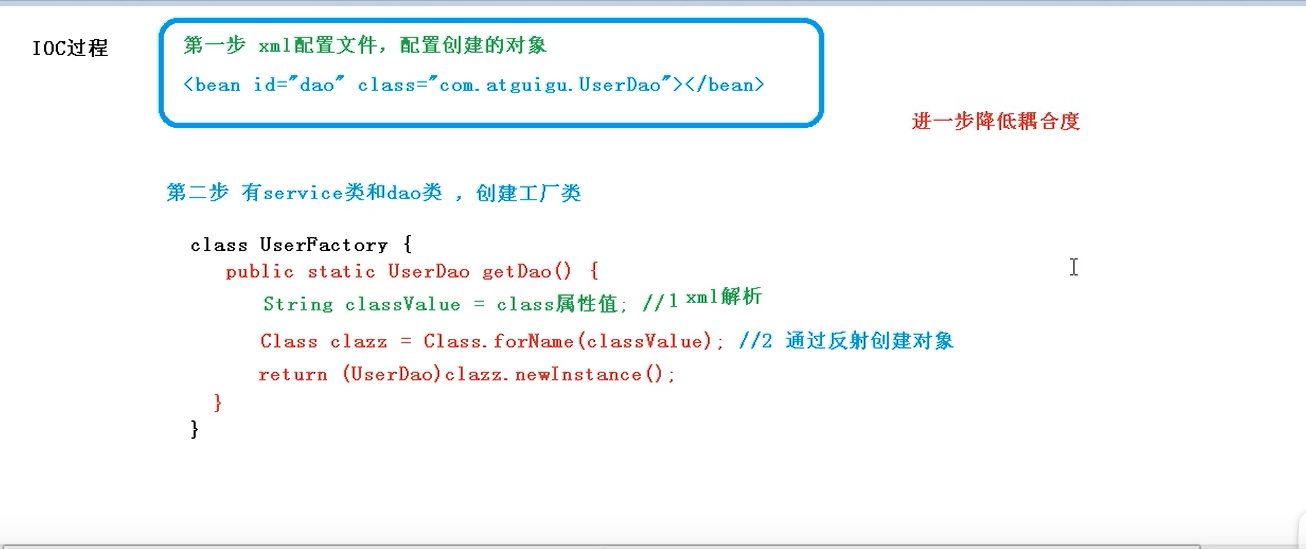 IOC过程
第一步 xml配置文件，配置创建的对象
<bean id="dao" class="com.atguigu.UserDao"></bean>
进一步降低耦合度
第二步 有service类和dao类 ，创建工厂类
class UserFactory {
public static UserDao getDao() {
String classValue = class属性值; //1 xml解析
Class clazz = Class.forName(classValue); //2 通过反射创建对象
return (UserDao)clazz.newInstance();
}
}